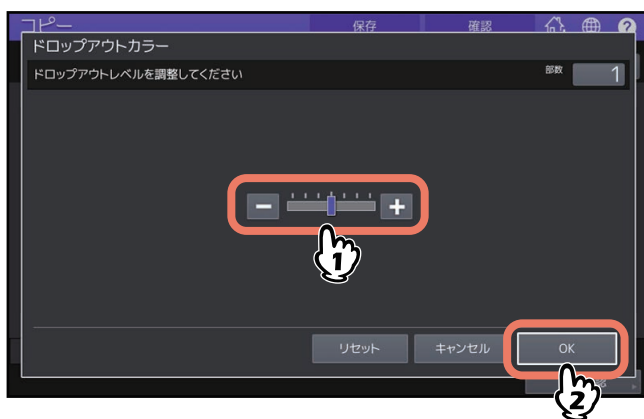 コピー 保存 確認
ドロップアウトカラー
ドロップアウトレベルを調整してください 部数 1
− +
1
リセット キャンセル OK
2